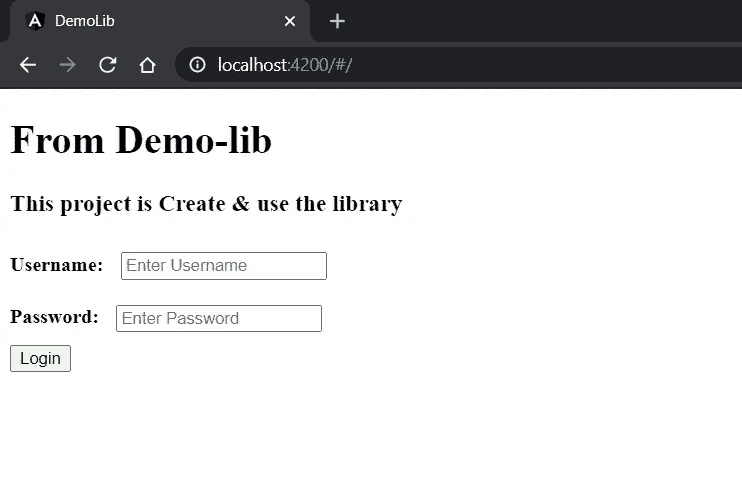 DemoLib
localhost:4200/#/
From Demo-lib
This project is Create & use the library
Username: Enter Username
Password: Enter Password
Login